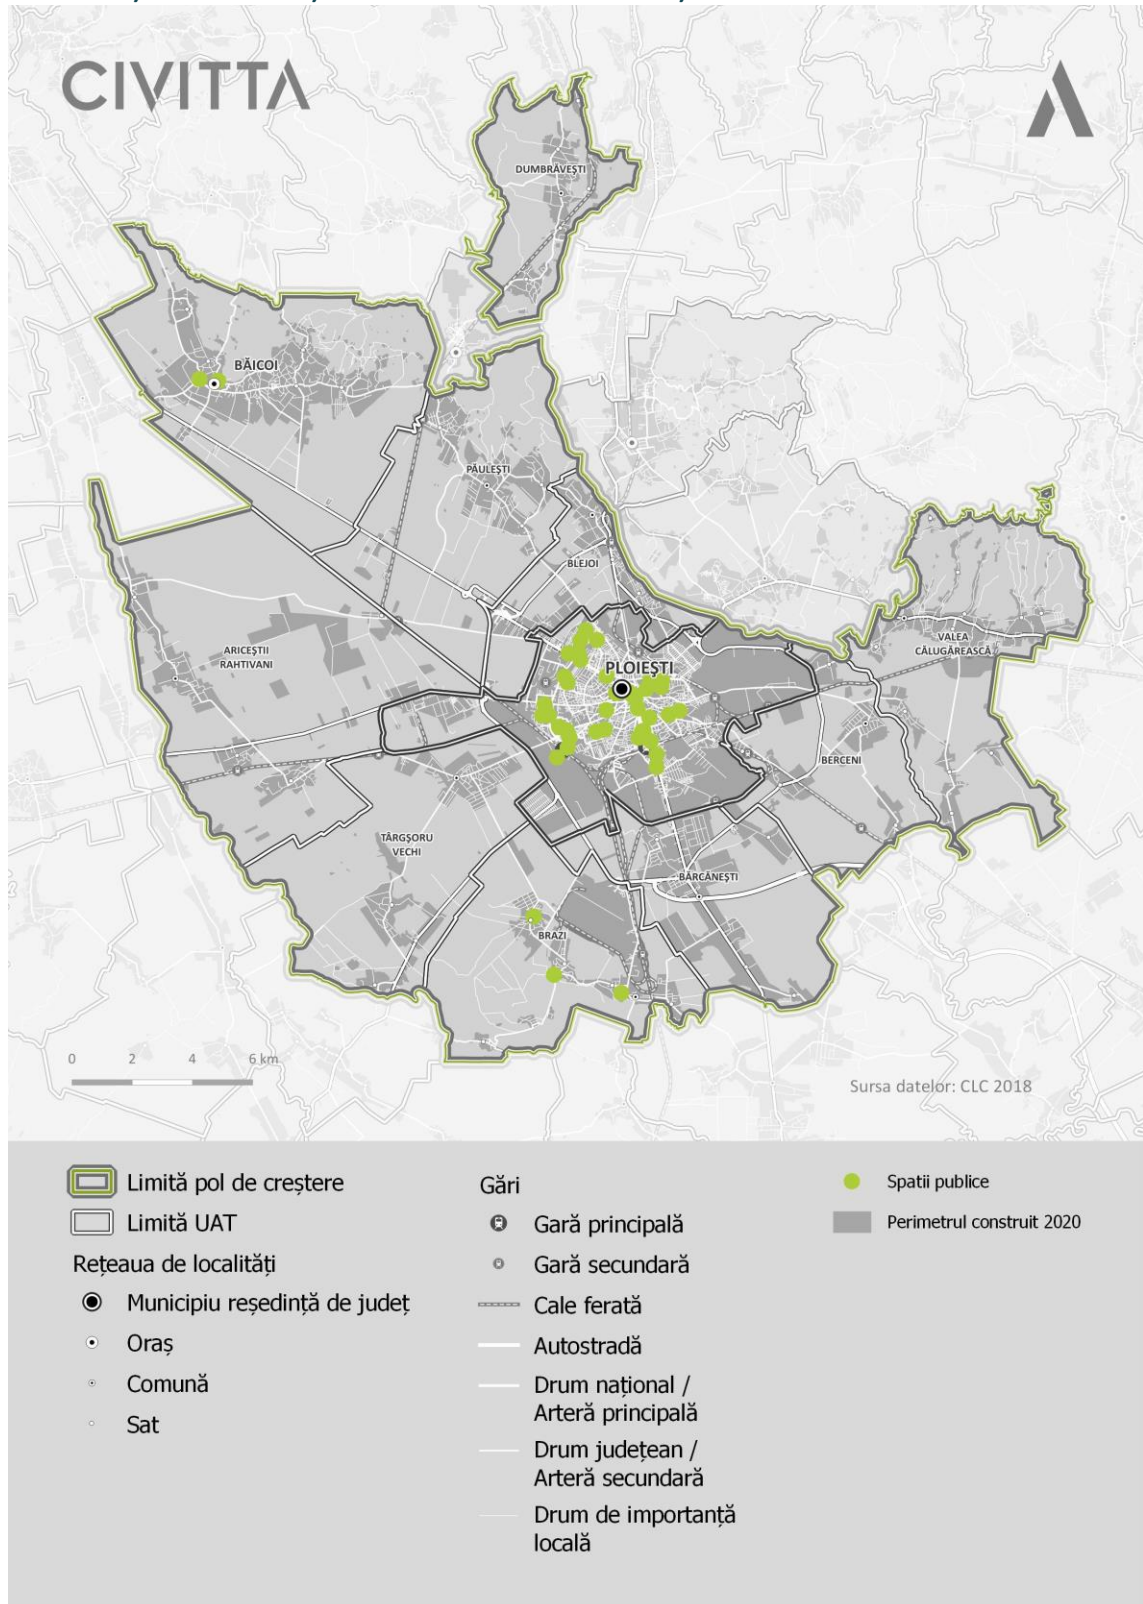 CIVITTA
DUMBRĂVEȘTI
BĂICOI
PĂULEȘTI
BLEJOI
ARICEȘTII
RAHTIVANI
PLOIEȘTI
VALEA
CĂLUGĂREASCĂ
BERCENI
TÂRGȘORU
VECHI
BĂRCĂNEȘTI
BRAZI
0 2 4 6 km
Sursa datelor: CLC 2018
Limită pol de creștere
Limită UAT
Rețeaua de localități
Municipiu reședință de județ
Oraș
Comună
Sat
Gări
Gară principală
Gară secundară
Cale ferată
Autostradă
Drum național /
Arteră principală
Drum județean /
Arteră secundară
Drum de importanță
locală
Spatii publice
Perimetrul construit 2020